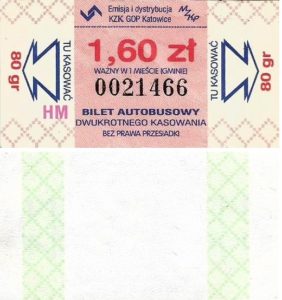 Emisja i dystrybucja
KZK GOP Katowice
80 gr
TU KASOWAĆ
1,60 zł
WAŻNY W 1 MIEŚCIE (GMINIE)
0021466
HM
BILET AUTOBUSOWY
DWUKROTNEGO KASOWANIA
BEZ PRAWA PRZESIADKI
TU KASOWAĆ
80 gr